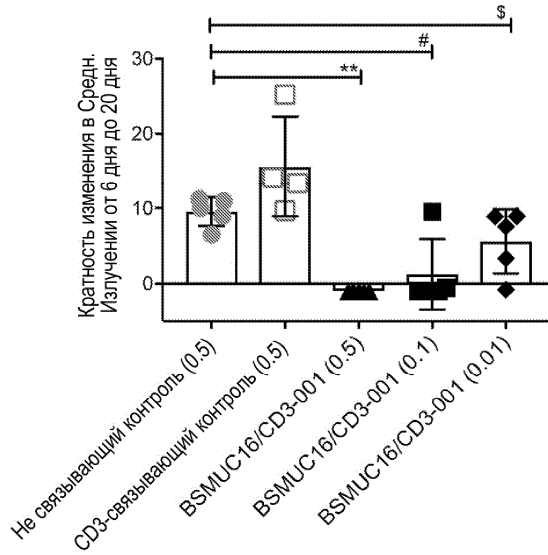 $
#
**
Кратность изменения в Средн.
Излучении от 6 дня до 20 дня
30
20
10
0
Не связывающий контроль (0.5)
CD3-связывающий контроль (0.5)
BSMUC16/CD3-001 (0.5)
BSMUC16/CD3-001 (0.1)
BSMUC16/CD3-001 (0.01)